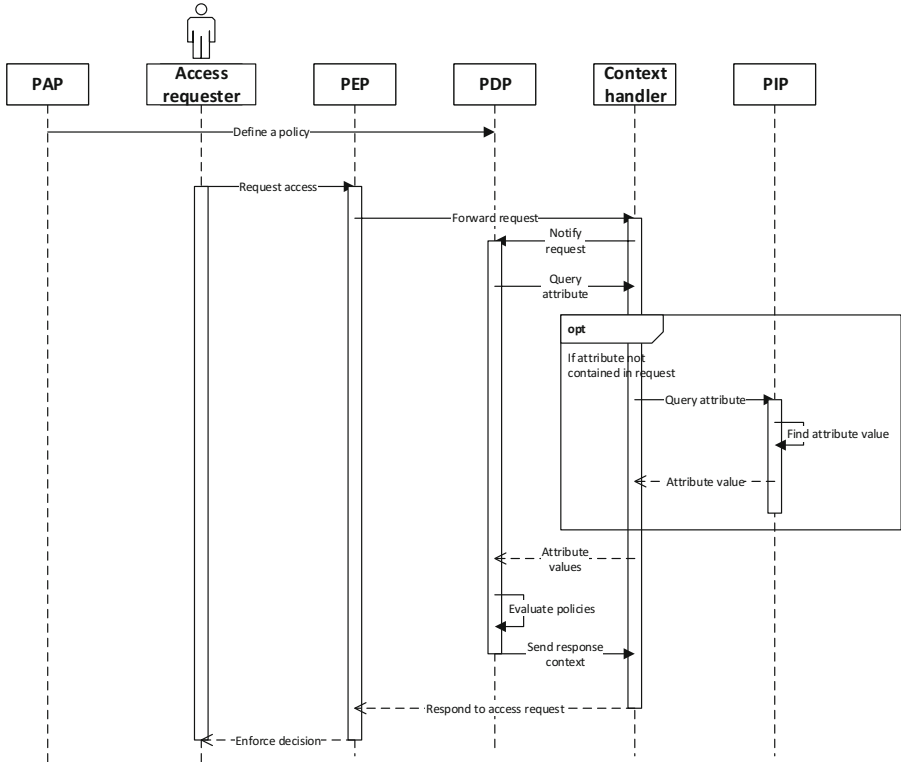 PAP
Access
requester
PEP
PDP
Context
handler
PIP
Define a policy
Request access
Forward request
Notify
request
Query
attribute
opt
If attribute not
contained in request
Query attribute
Find attribute value
Attribute value
Attribute
values
Evaluate policies
Send response
context
Respond to access request
Enforce decision